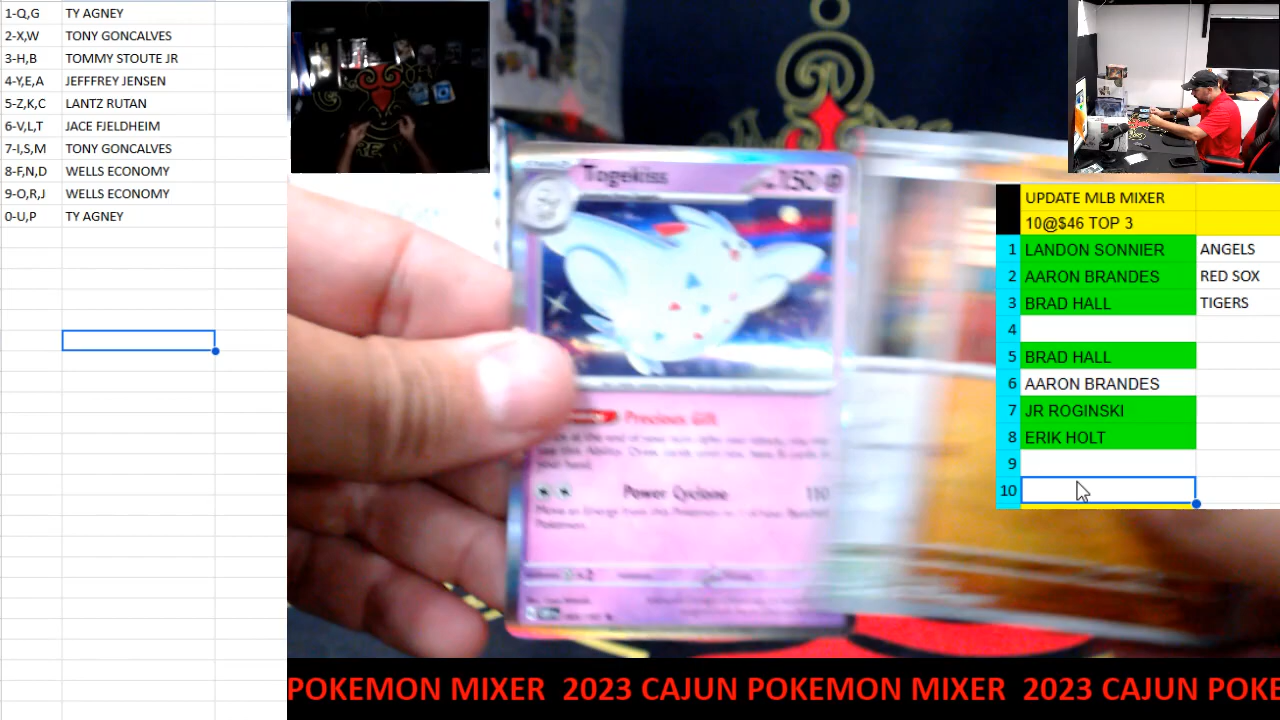 1-Q,G TY AGNEY
2-X,W TONY GONCALVES
3-H,B TOMMY STOUTE JR
4-Y,E,A JEFFFREY JENSEN
5-Z,K,C LANTZ RUTAN
6-V,L,T JACE FJELDHEIM
7-I,S,M TONY GONCALVES
8-F,N,D WELLS ECONOMY
9-O,R,J WELLS ECONOMY
0-U,P TY AGNEY
Togekiss 150
Precious Gift
Power Cyclone 110
UPDATE MLB MIXER
10@$46 TOP 3
1 LANDON SONNIER ANGELS
2 AARON BRANDES RED SOX
3 BRAD HALL TIGERS
4
5 BRAD HALL
6 AARON BRANDES
7 JR ROGINSKI
8 ERIK HOLT
9
10
POKEMON MIXER 2023 CAJUN POKEMON MIXER 2023 CAJUN POKE